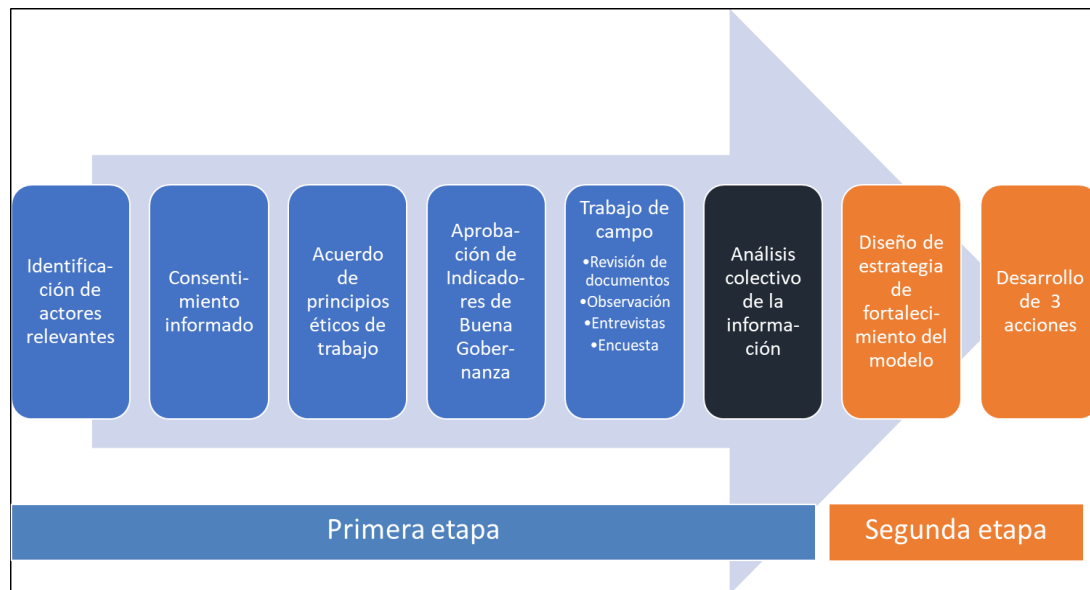 Identifica-
ción de
actores
relevantes
Consenti-
miento
informado
Acuerdo
de
principios
éticos de
trabajo
Aproba-
ción de
Indicado-
res de
Buena
Gober-
nanza
Trabajo de
campo
•Revisión de
documentos
•Observación
•Entrevistas
•Encuesta
Análisis
colectivo
de la
informa-
ción
Diseño de
estrategia
de
fortaleci-
miento del
modelo
Desarrollo
de 3
acciones
Primera etapa
Segunda etapa